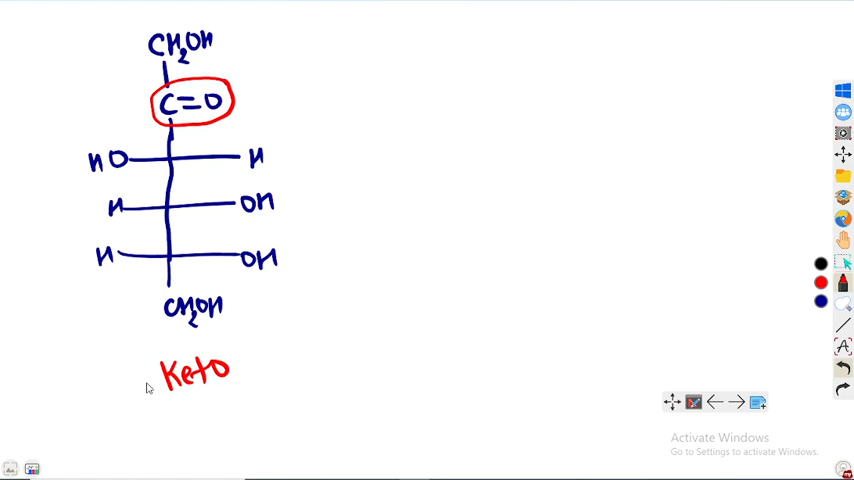 CH2OH
C=O
HO H
H OH
H OH
CH2OH
Keto
Activate Windows
Go to Settings to activate Windows.